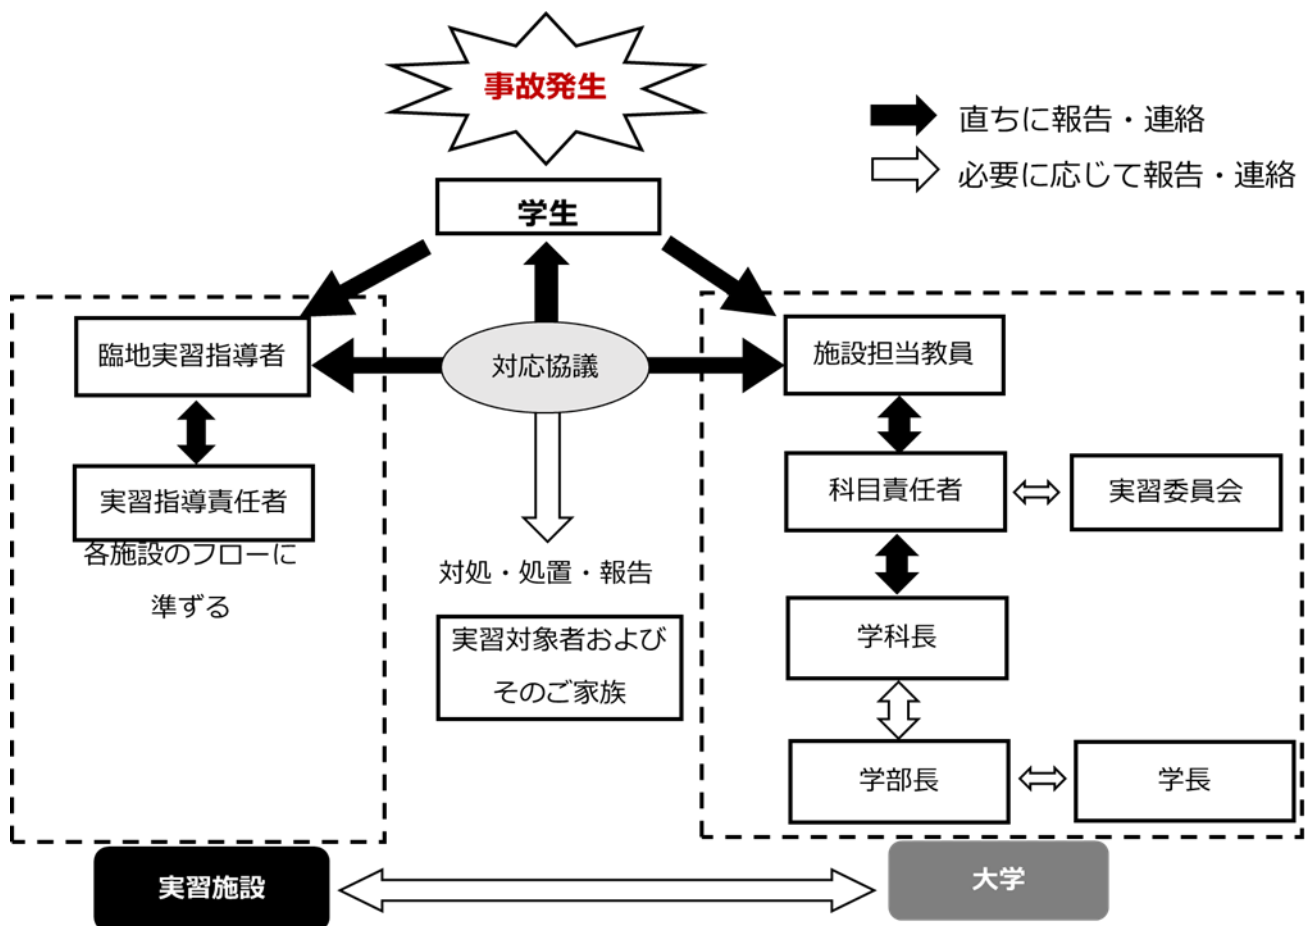 事故発生
直ちに報告・連絡
必要に応じて報告・連絡
学生
臨地実習指導者
対応協議
施設担当教員
実習指導責任者
各施設のフローに
準ずる
科目責任者
実習委員会
対処・処置・報告
実習対象者および
そのご家族
学科長
学部長
学長
実習施設
大学